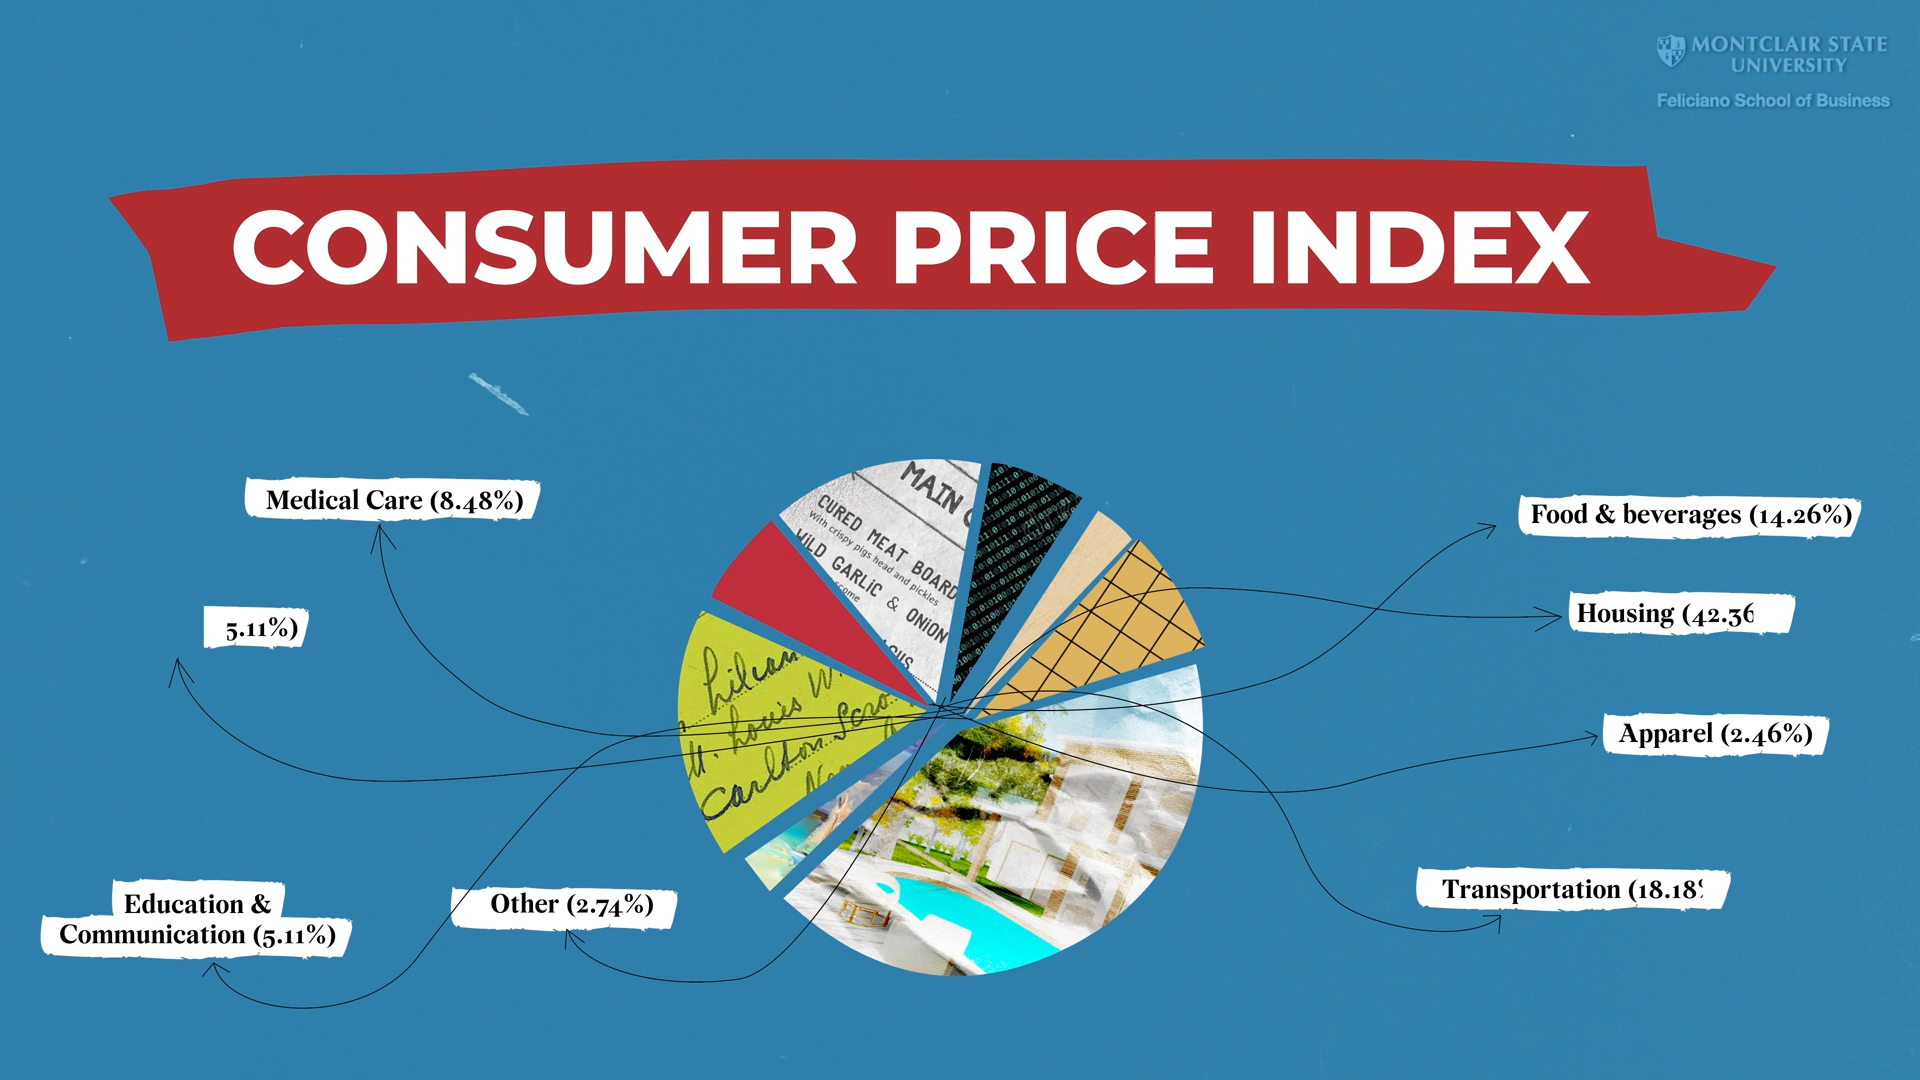 MONTCLAIR STATE
UNIVERSITY
Feliciano School of Business
CONSUMER PRICE INDEX
Medical Care (8.48%)
5.11%)
Education &
Communication (5.11%)
Other (2.74%)
Food & beverages (14.26%)
Housing (42.36
Apparel (2.46%)
Transportation (18.18
MAIN
CURED MEAT BOARD
With crispy pigs head and pickles
WILD GARLIC & ONION
Carlton